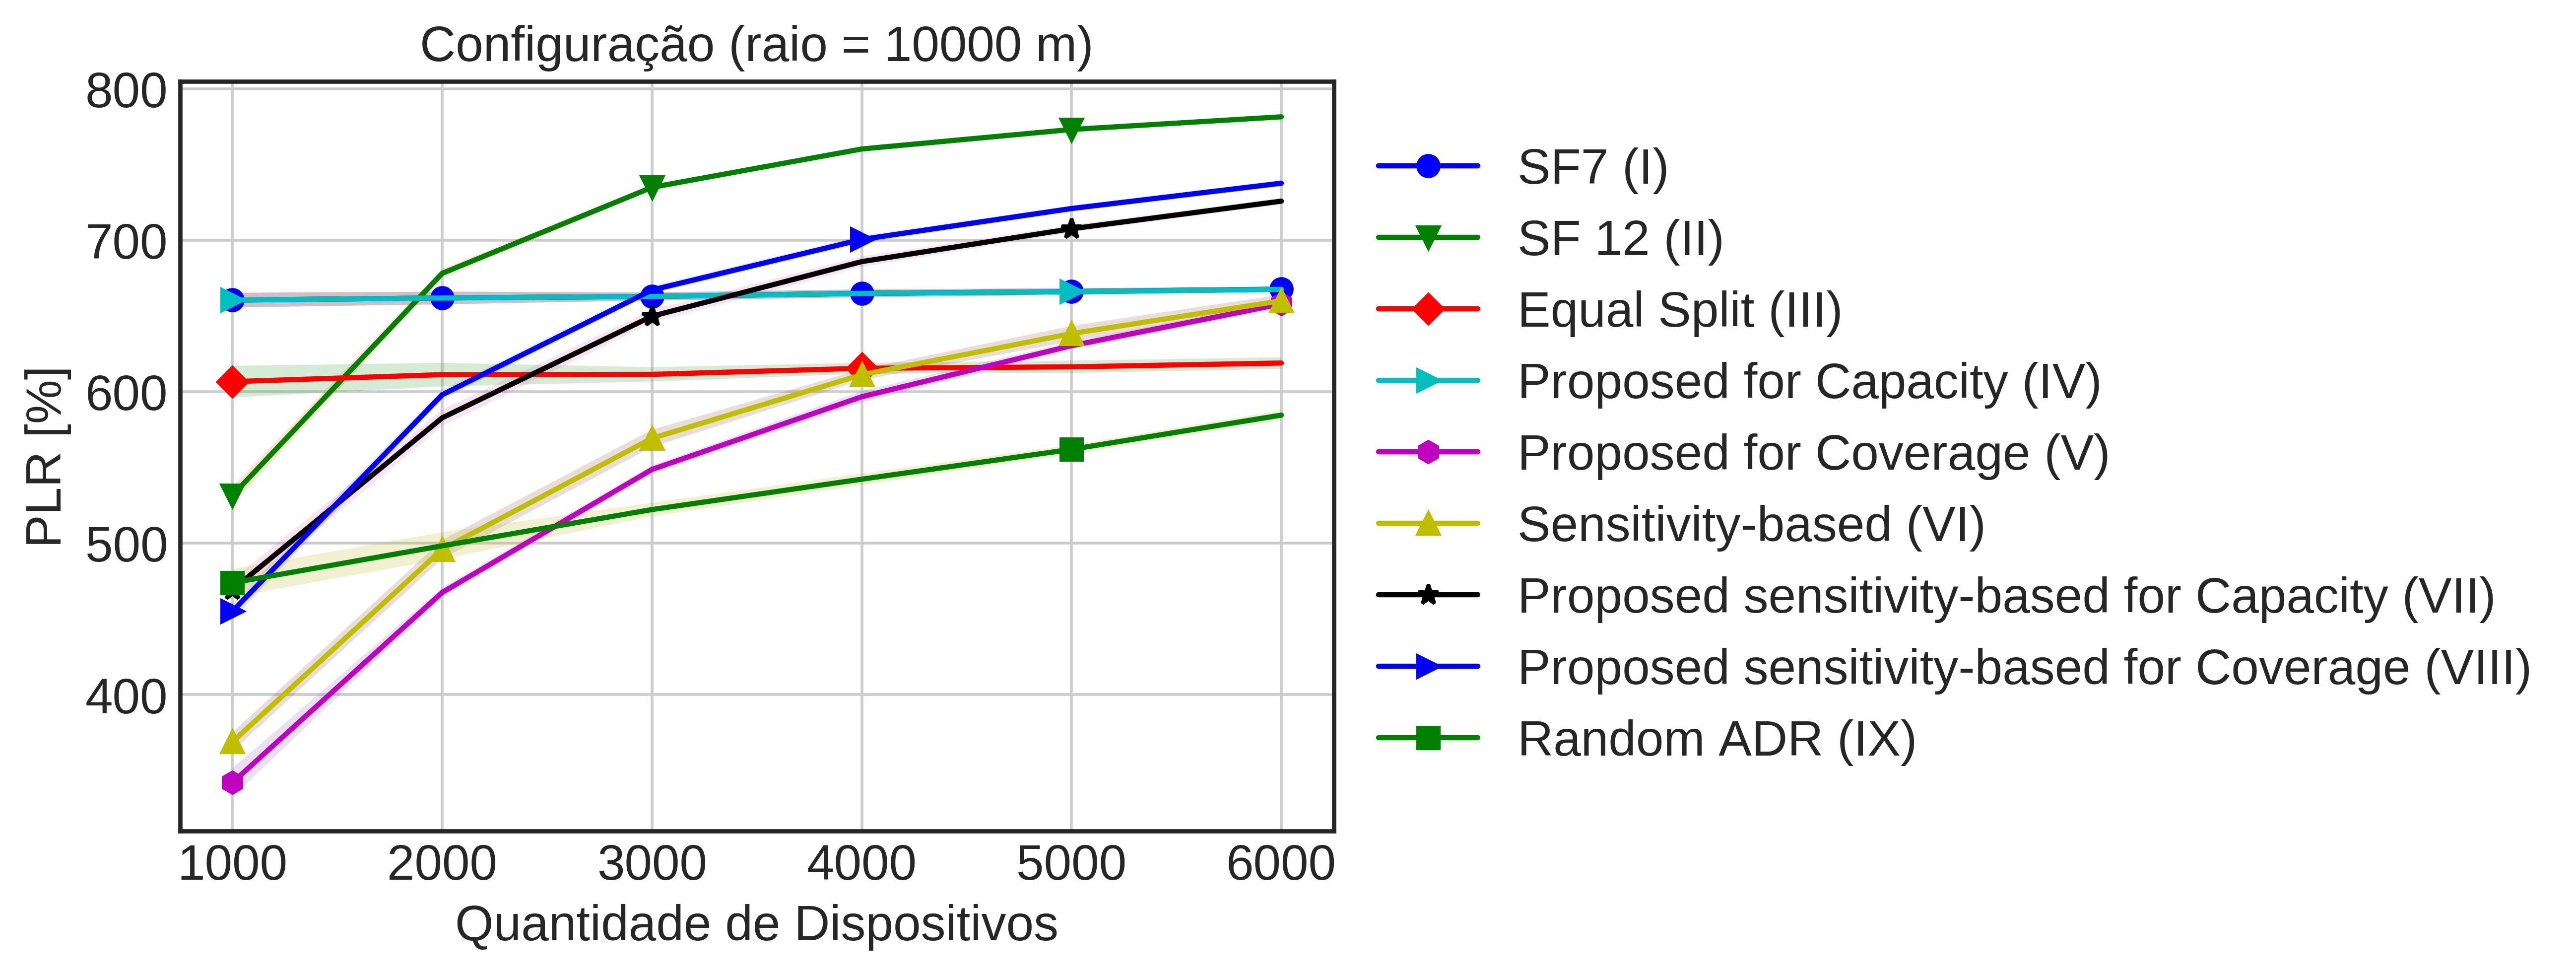 Configuração (raio = 10000 m)
PLR [%]
800
700
600
500
400
1000 2000 3000 4000 5000 6000
Quantidade de Dispositivos
SF7 (I)
SF 12 (II)
Equal Split (III)
Proposed for Capacity (IV)
Proposed for Coverage (V)
Sensitivity-based (VI)
Proposed sensitivity-based for Capacity (VII)
Proposed sensitivity-based for Coverage (VIII)
Random ADR (IX)